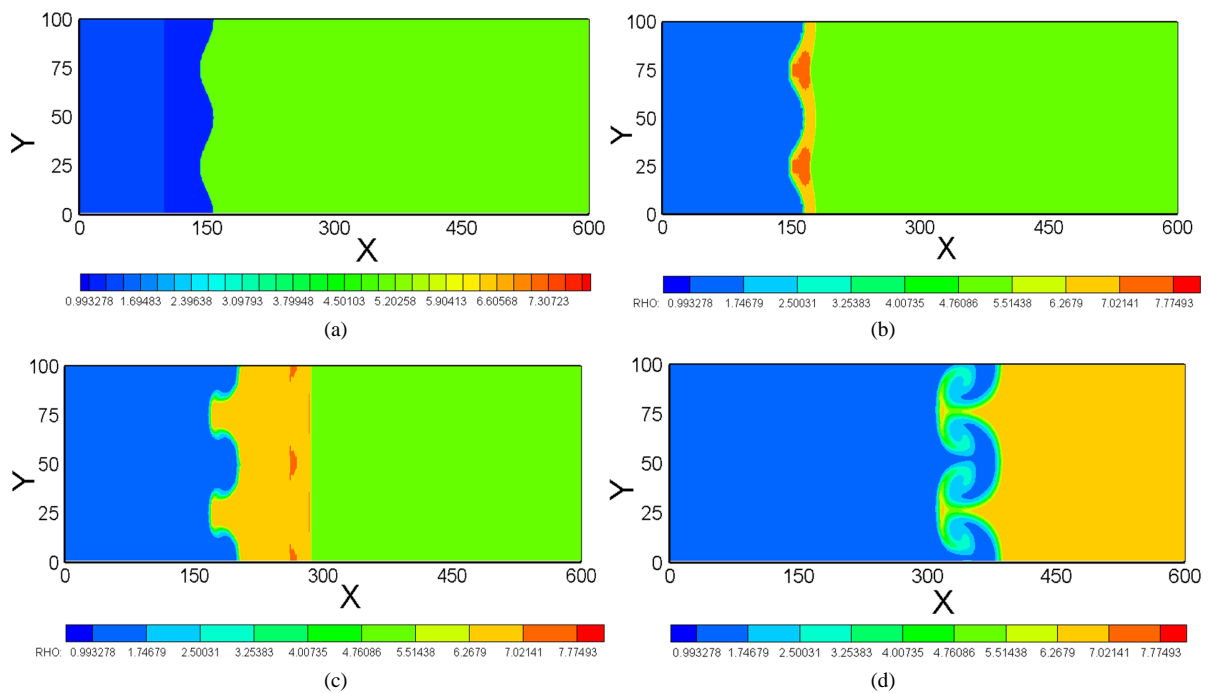 100
75
Y
50
25
0
0 150 300 450 600
X
0.993278 1.69483 2.39638 3.09793 3.79948 4.50103 5.20258 5.90413 6.60568 7.30723
(a)
100
75
Y
50
25
0
0 150 300 450 600
X
RHO: 0.993278 1.74679 2.50031 3.25383 4.00735 4.76086 5.51438 6.2679 7.02141 7.77493
(b)
100
75
Y
50
25
0
0 150 300 450 600
X
RHO: 0.993278 1.74679 2.50031 3.25383 4.00735 4.76086 5.51438 6.2679 7.02141 7.77493
(c)
100
75
Y
50
25
0
0 150 300 450 600
X
RHO: 0.993278 1.74679 2.50031 3.25383 4.00735 4.76086 5.51438 6.2679 7.02141 7.77493
(d)